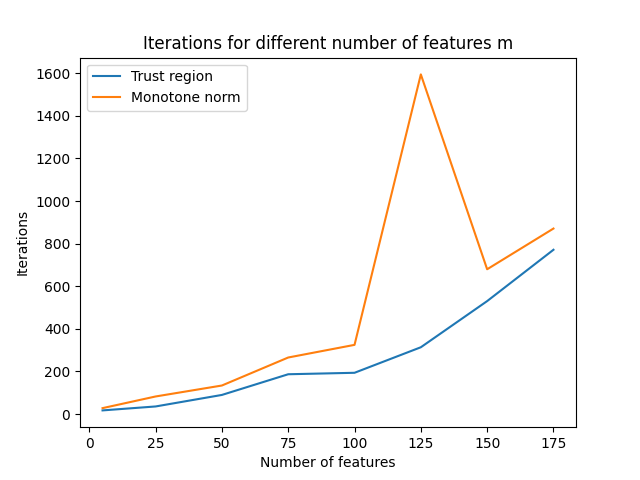 Iterations for different number of features m
Trust region
Monotone norm
1600
1400
1200
1000
800
600
400
200
0
Iterations
0 25 50 75 100 125 150 175
Number of features